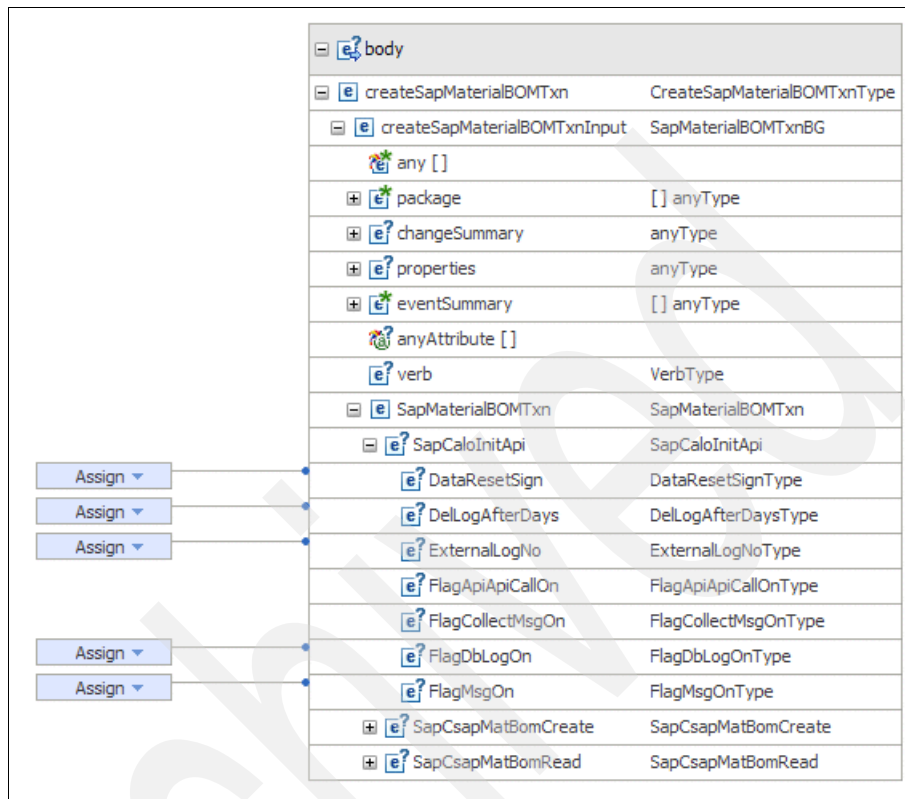 body
createSapMaterialBOMTxn CreateSapMaterialBOMTxnType
createSapMaterialBOMTxnInput SapMaterialBOMTxnBG
any [ ]
package [ ] anyType
changeSummary anyType
properties anyType
eventSummary [ ] anyType
anyAttribute [ ]
verb VerbType
SapMaterialBOMTxn SapMaterialBOMTxn
SapCaloInitApi SapCaloInitApi
Assign DataResetSign DataResetSignType
Assign DelLogAfterDays DelLogAfterDaysType
Assign ExternalLogNo ExternalLogNoType
FlagApiApiCallOn FlagApiApiCallOnType
FlagCollectMsgOn FlagCollectMsgOnType
Assign FlagDbLogOn FlagDbLogOnType
Assign FlagMsgOn FlagMsgOnType
SapCsapMatBomCreate SapCsapMatBomCreate
SapCsapMatBomRead SapCsapMatBomRead